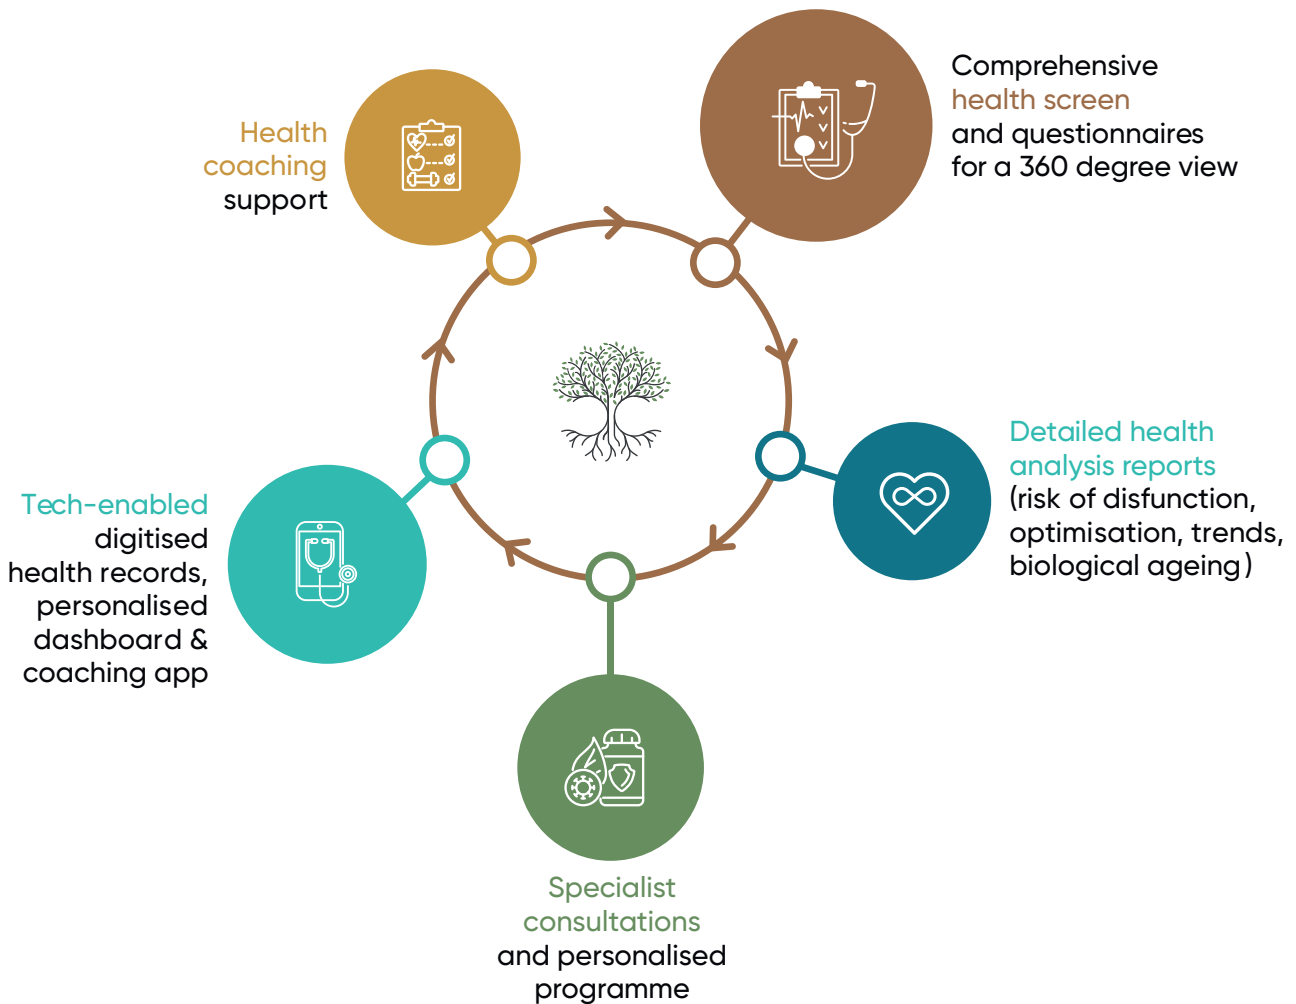 Health
coaching
support
Comprehensive
health screen
and questionnaires
for a 360 degree view
Detailed health
analysis reports
(risk of disfunction,
optimisation, trends,
biological ageing)
Specialist
consultations
and personalised
programme
Tech-enabled
digitised
health records,
personalised
dashboard &
coaching app